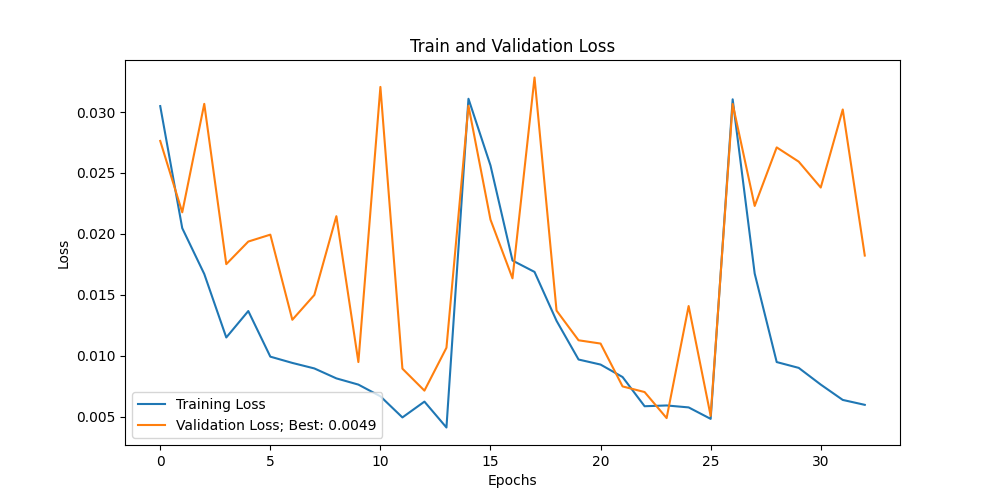 Train and Validation Loss
0.030
0.025
0.020
0.015
0.010
0.005
Loss
Training Loss
Validation Loss; Best: 0.0049
0 5 10 15 20 25 30
Epochs